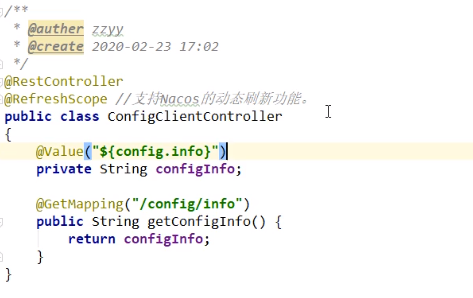 /**
 * @auther zzyy
 * @create 2020-02-23 17:02
 */
@RestController
@RefreshScope //支持Nacos的动态刷新功能。
public class ConfigClientController
{
    @Value("${config.info}")
    private String configInfo;

    @GetMapping("/config/info")
    public String getConfigInfo() {
        return configInfo;
    }
}